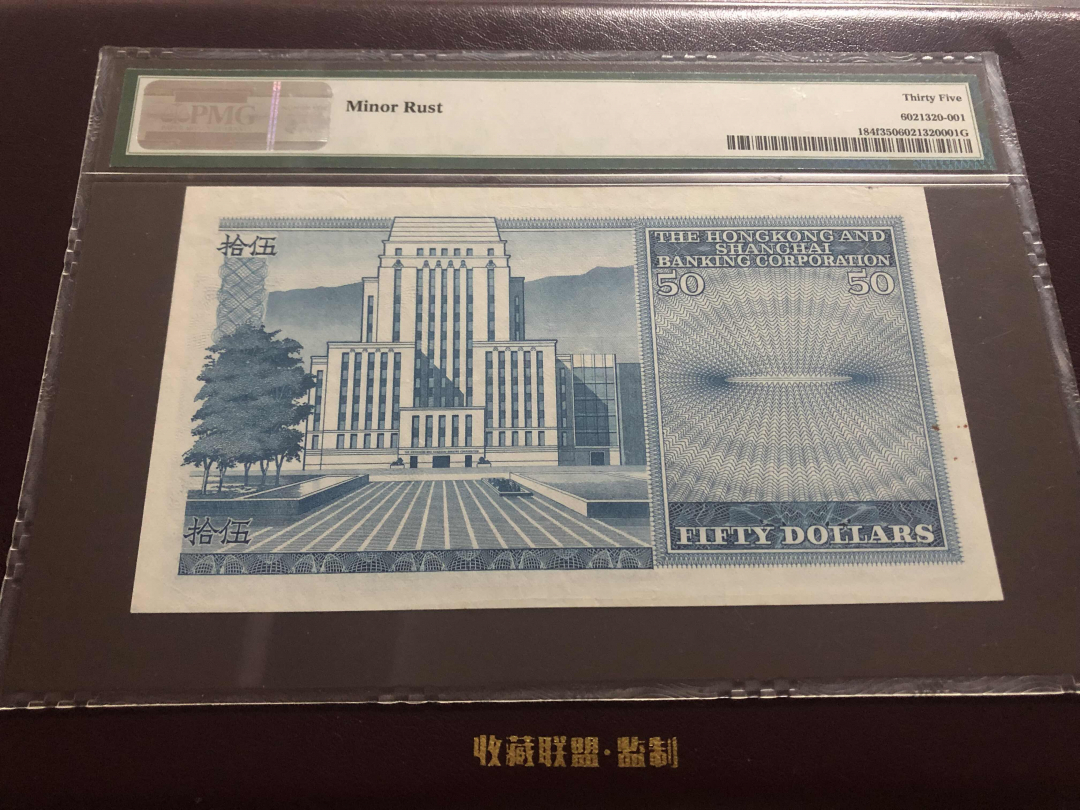 PMG
Minor Rust
Thirty Five
6021320-001
184f3506021320001G
拾伍
THE HONGKONG AND
SHANGHAI
BANKING CORPORATION
50 50
拾伍
FIFTY DOLLARS
收藏联盟·监制